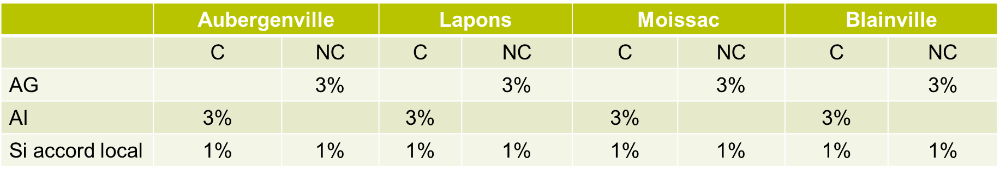 Aubergenville Lapons Moissac Blainville
C NC C NC C NC C NC
AG 3% 3% 3% 3%
AI 3% 3% 3% 3%
Si accord local 1% 1% 1% 1% 1% 1% 1% 1%